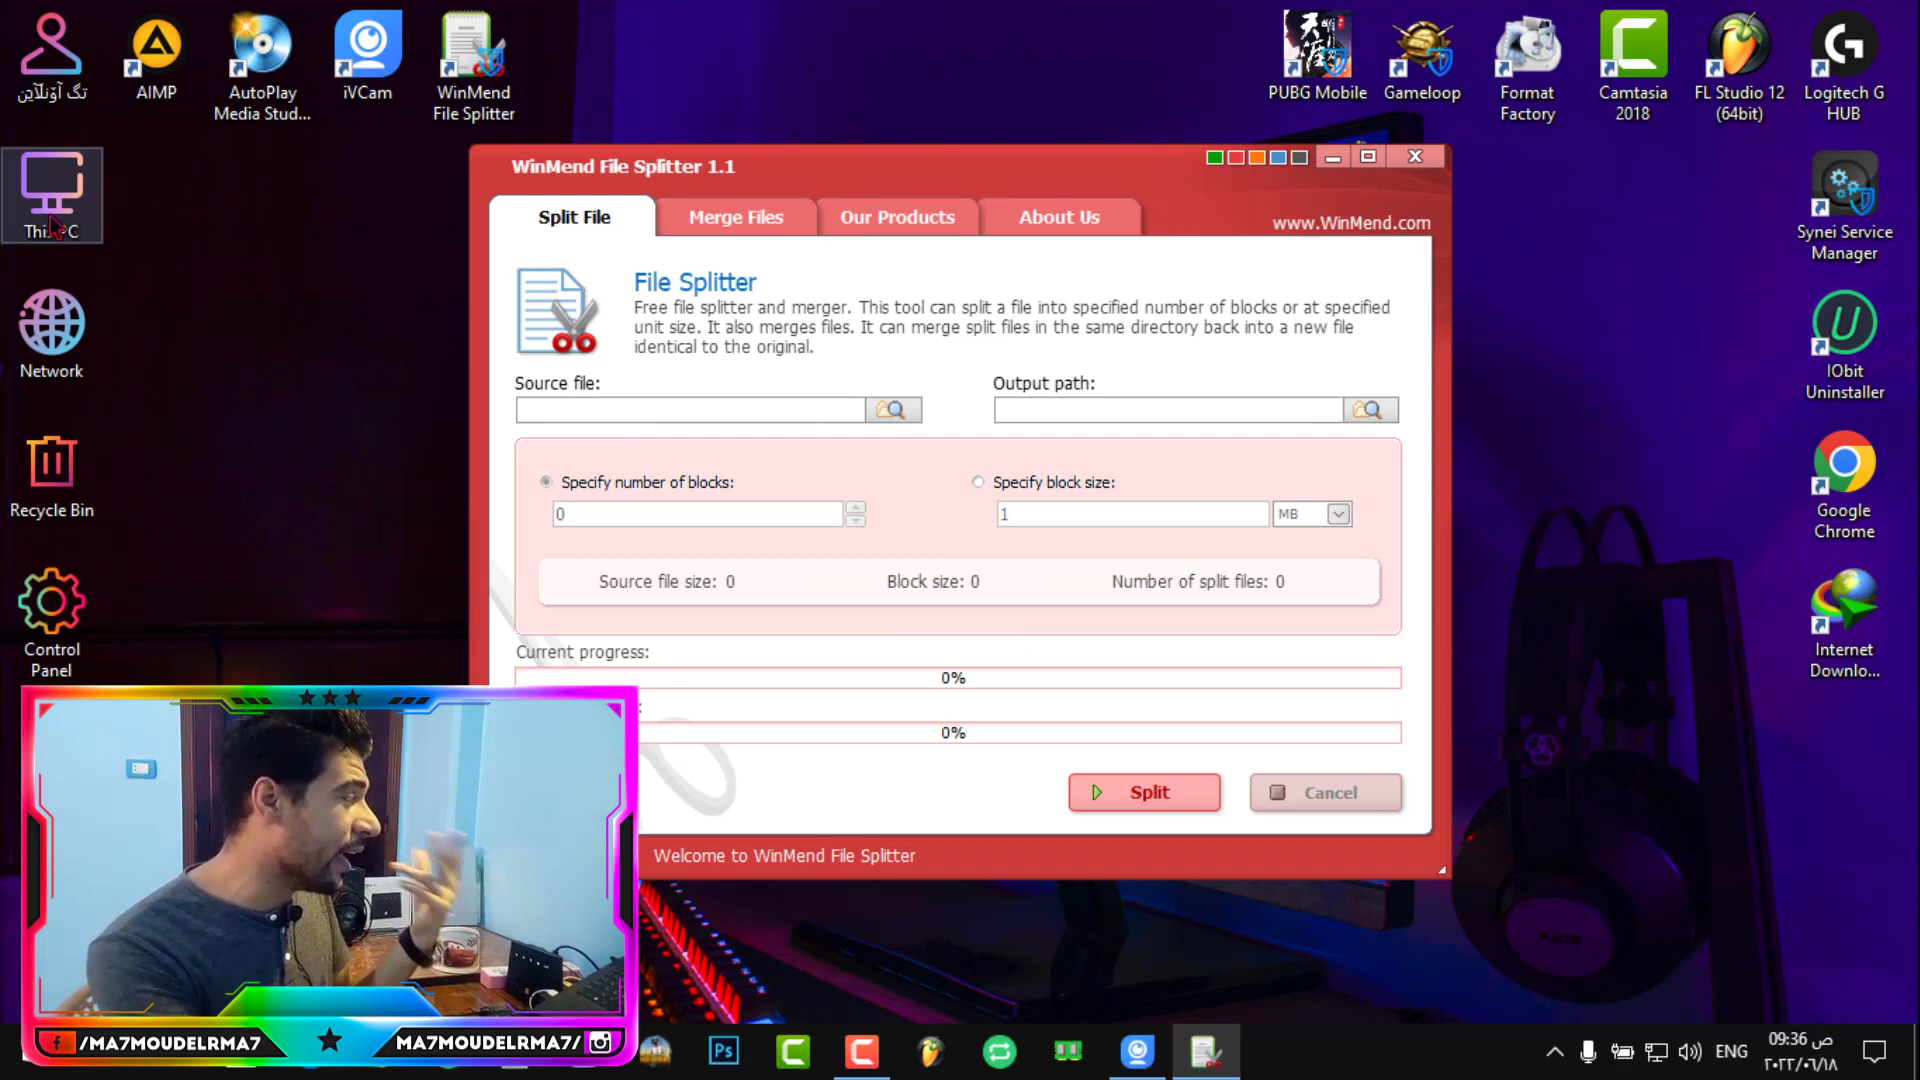 تگ آونلآين
AIMP
AutoPlay
Media Stud...
iVCam
WinMend
File Splitter
PUBG Mobile
Gameloop
Format
Factory
Camtasia
2018
FL Studio 12
(64bit)
Logitech G
HUB
Network
Recycle Bin
Control
Panel
Synei Service
Manager
IObit
Uninstaller
Google
Chrome
Internet
Downlo...
WinMend File Splitter 1.1
Split File
Merge Files
Our Products
About Us
www.WinMend.com
File Splitter
Free file splitter and merger. This tool can split a file into specified number of blocks or at specified
unit size. It also merges files. It can merge split files in the same directory back into a new file
identical to the original.
Source file:
Output path:
Specify number of blocks:
0
Specify block size:
1
MB
Source file size: 0
Block size: 0
Number of split files: 0
Current progress:
0%
0%
Split
Cancel
Welcome to WinMend File Splitter
/MA7MOUDELRMA7
MA7MOUDELRMA7/
Ps
ENG
09:36 ص
٢٠٢٢/٠٦/١٨